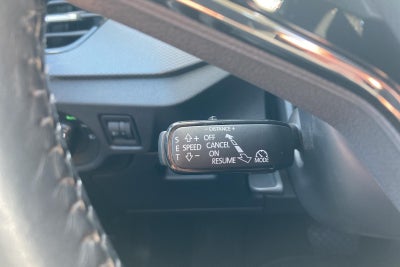 - DISTANCE +
S + OFF
E SPEED CANCEL
T - ON
RESUME MODE